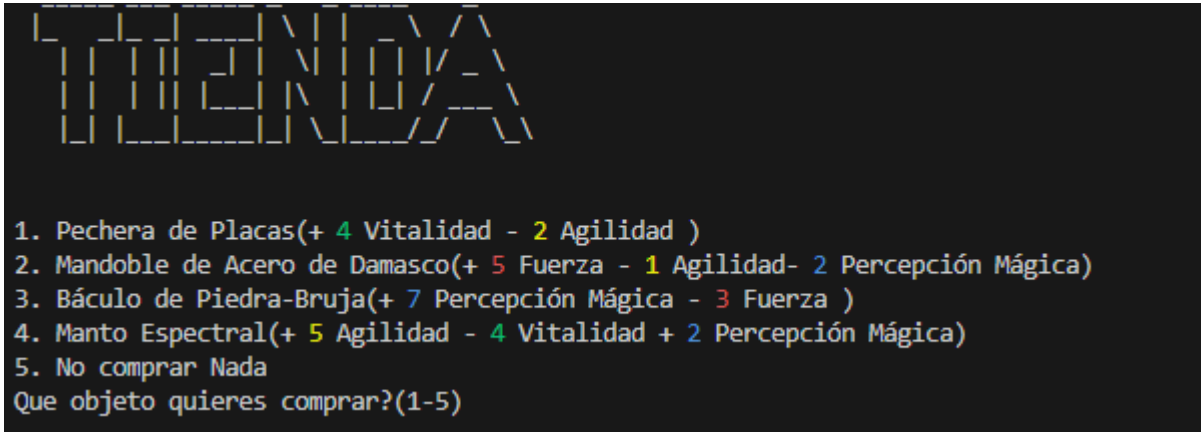 TIENDA
1. Pechera de Placas(+ 4 Vitalidad - 2 Agilidad )
2. Mandoble de Acero de Damasco(+ 5 Fuerza - 1 Agilidad- 2 Percepción Mágica)
3. Báculo de Piedra-Bruja(+ 7 Percepción Mágica - 3 Fuerza )
4. Manto Espectral(+ 5 Agilidad - 4 Vitalidad + 2 Percepción Mágica)
5. No comprar Nada
Que objeto quieres comprar?(1-5)